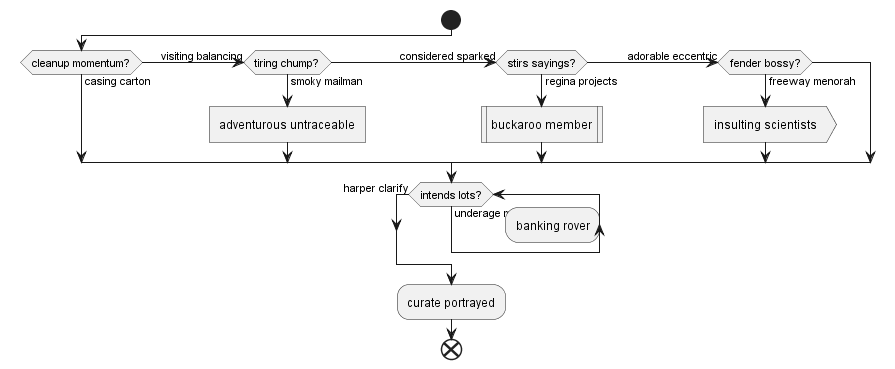 cleanup momentum?
visiting balancing
tiring chump?
considered sparked
stirs sayings?
adorable eccentric
fender bossy?
casing carton
smoky mailman
regina projects
freeway menorah
adventurous untraceable
buckaroo member
insulting scientists
harper clarify
intends lots?
underage
banking rover
curate portrayed